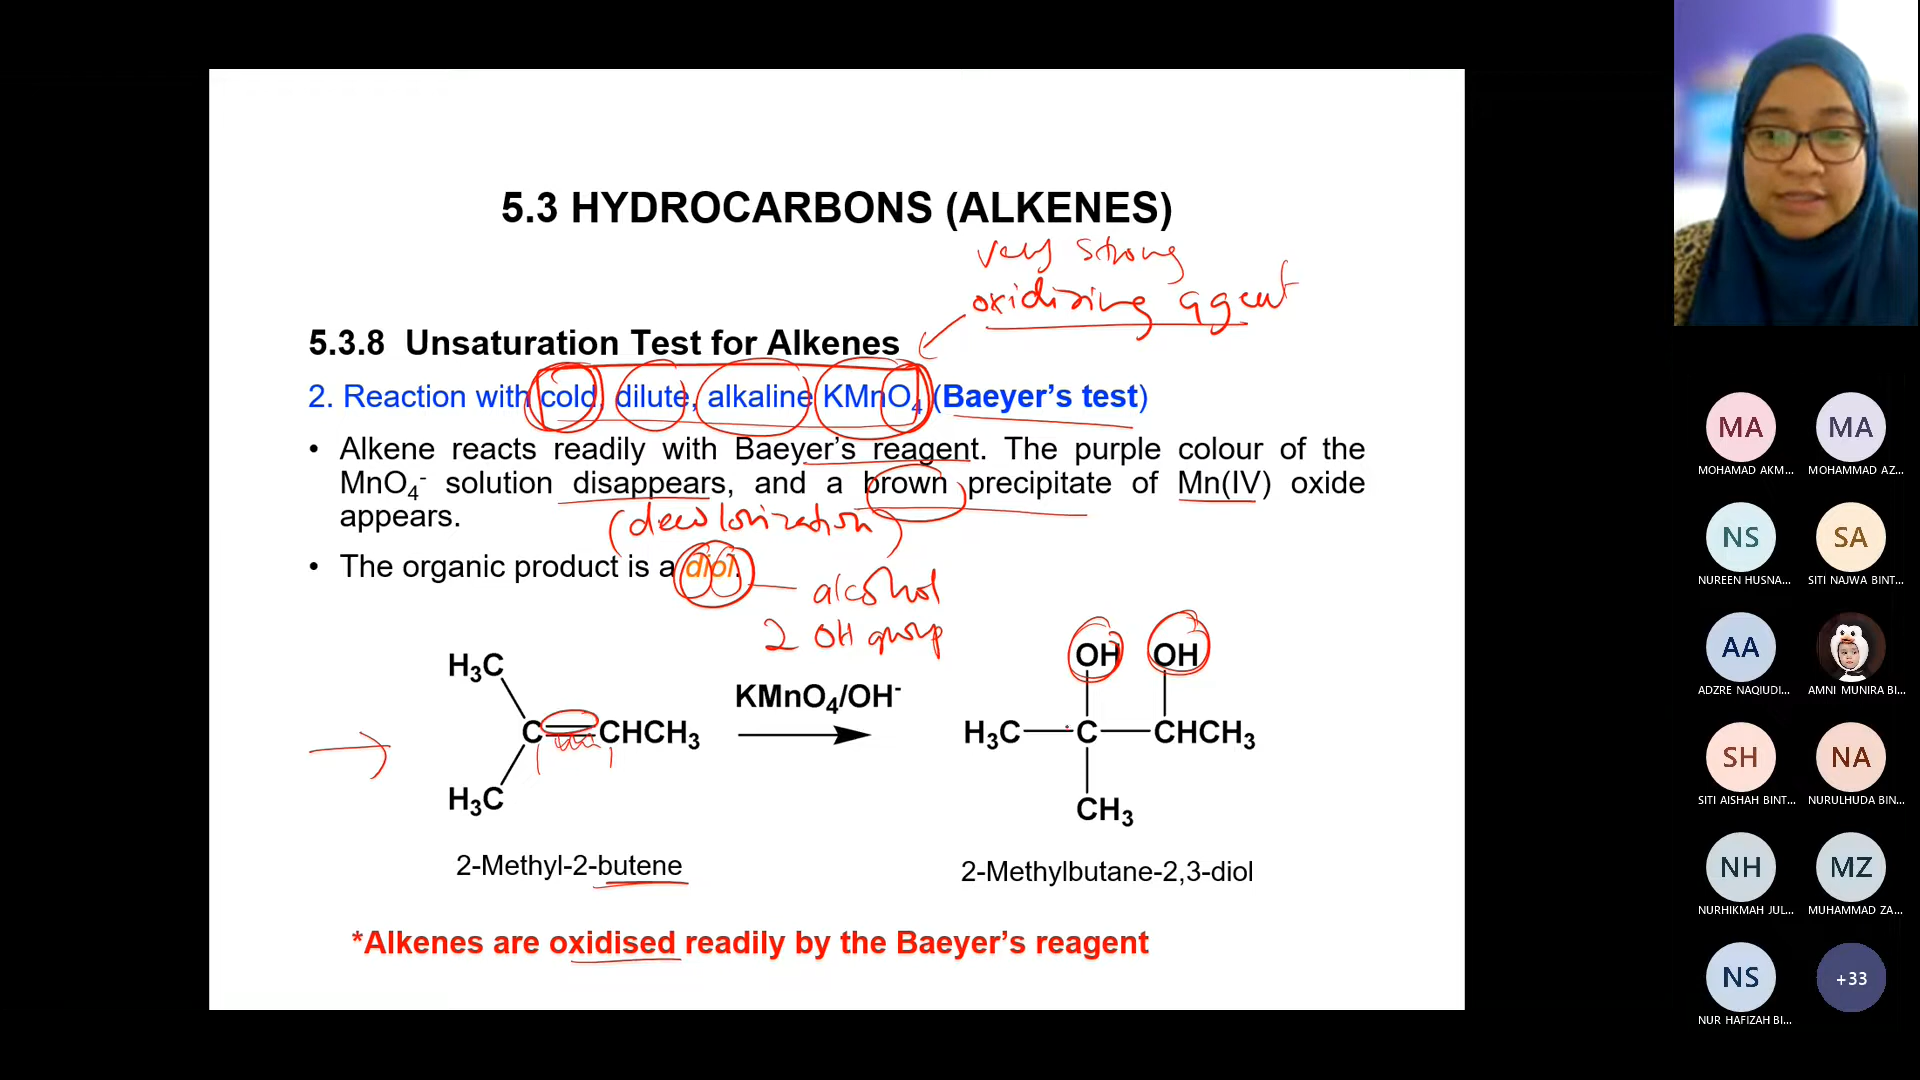 5.3 HYDROCARBONS (ALKENES)
very strong
oxidizing agent
5.3.8 Unsaturation Test for Alkenes
2. Reaction with cold, dilute, alkaline KMnO₄ (Baeyer's test)
• Alkene reacts readily with Baeyer's reagent. The purple colour of the
MnO₄⁻ solution disappears, and a brown precipitate of Mn(IV) oxide
appears.
(decolonization)
• The organic product is a diol.
alcohol
2 OH group
H₃C
C=CHCH₃
H₃C
KMnO₄/OH⁻
OH OH
H₃C—C—CHCH₃
CH₃
2-Methyl-2-butene
2-Methylbutane-2,3-diol
*Alkenes are oxidised readily by the Baeyer's reagent
MA
MOHAMAD AKM...
MA
MOHAMMAD AZ...
NS
NUREEN HUSNA...
SA
SITI NAJWA BINT...
AA
ADZRE NAQIUDI...
AMNI MUNIRA BI...
SH
SITI AISHAH BINT...
NA
NURULHUDA BIN...
NH
NURHIKMAH JUL...
MZ
MUHAMMAD ZA...
NS
NUR HAFIZAH BI...
+33